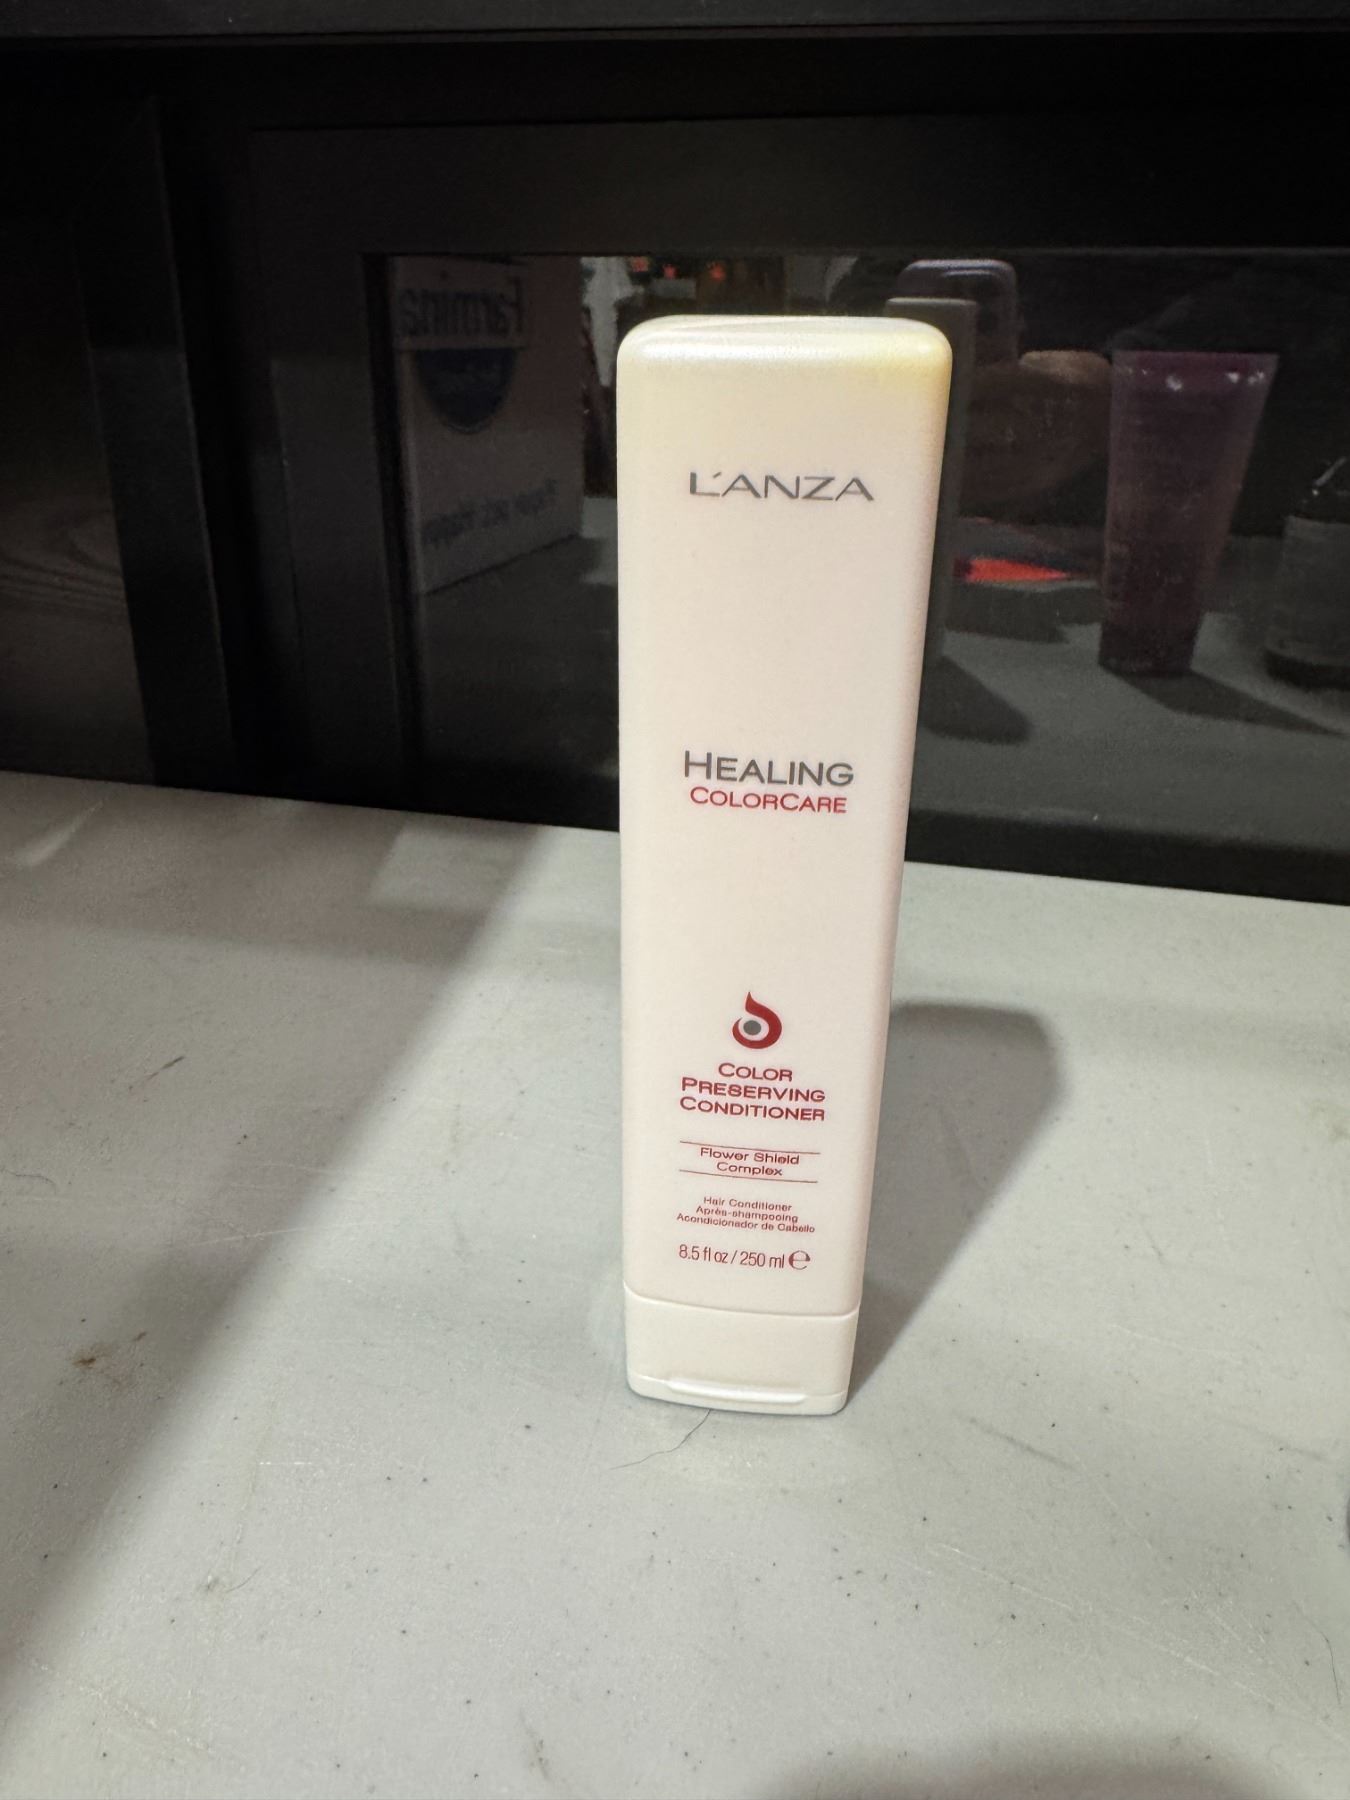 L'ANZA
HEALING
COLORCARE
COLOR
PRESERVING
CONDITIONER
Flower Shield
Complex
Hair Conditioner
Après-shampooing
Acondicionador de Cabello
8.5 fl oz / 250 ml ℮
Farmina